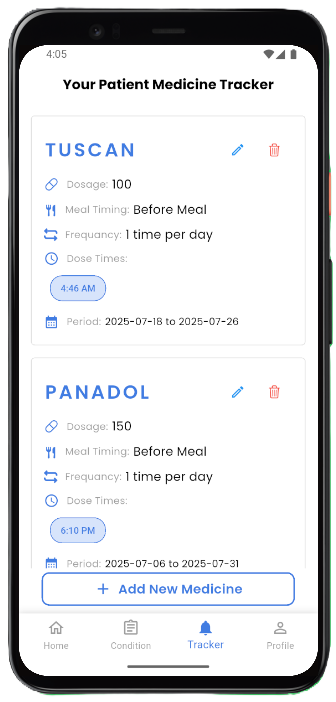 4:05
Your Patient Medicine Tracker
TUSCAN
Dosage: 100
Meal Timing: Before Meal
Frequancy: 1 time per day
Dose Times:
4:46 AM
Period: 2025-07-18 to 2025-07-26
PANADOL
Dosage: 150
Meal Timing: Before Meal
Frequancy: 1 time per day
Dose Times:
6:10 PM
Period: 2025-07-06 to 2025-07-31
+ Add New Medicine
Home Condition Tracker Profile